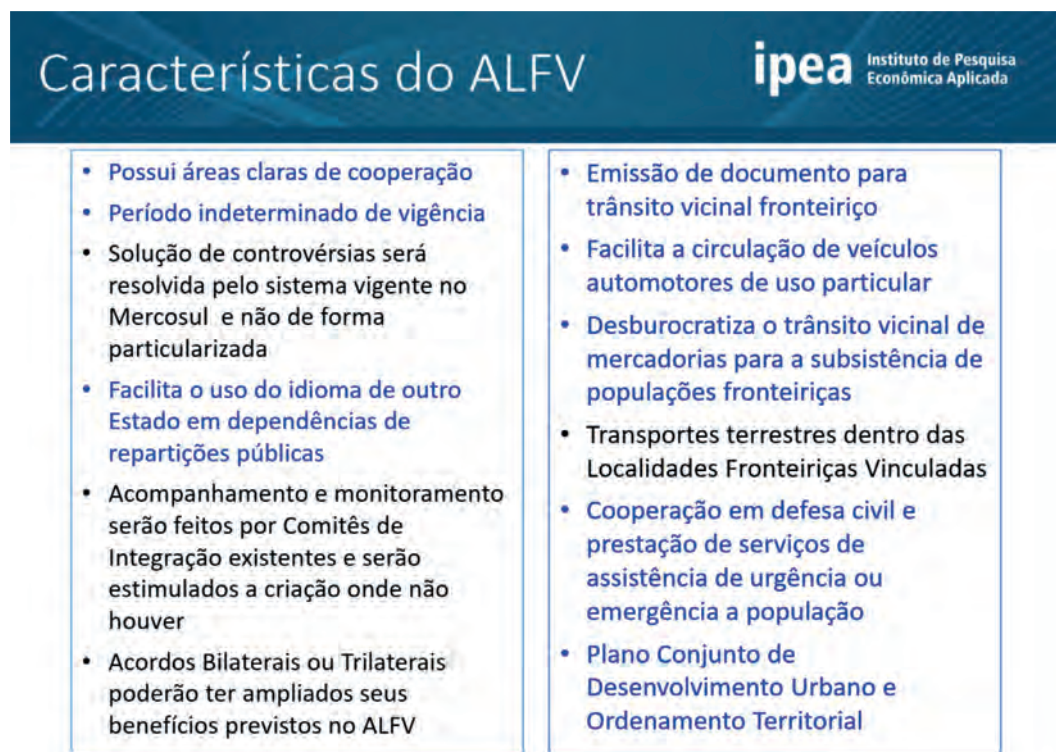 Características do ALFV
ipea Instituto de Pesquisa
Econômica Aplicada
• Possui áreas claras de cooperação
• Período indeterminado de vigência
• Solução de controvérsias será
resolvida pelo sistema vigente no
Mercosul e não de forma
particularizada
• Facilita o uso do idioma de outro
Estado em dependências de
repartições públicas
• Acompanhamento e monitoramento
serão feitos por Comitês de
Integração existentes e serão
estimulados a criação onde não
houver
• Acordos Bilaterais ou Trilaterais
poderão ter ampliados seus
benefícios previstos no ALFV
• Emissão de documento para
trânsito vicinal fronteiriço
• Facilita a circulação de veículos
automotores de uso particular
• Desburocratiza o trânsito vicinal de
mercadorias para a subsistência de
populações fronteiriças
• Transportes terrestres dentro das
Localidades Fronteiriças Vinculadas
• Cooperação em defesa civil e
prestação de serviços de
assistência de urgência ou
emergência a população
• Plano Conjunto de
Desenvolvimento Urbano e
Ordenamento Territorial